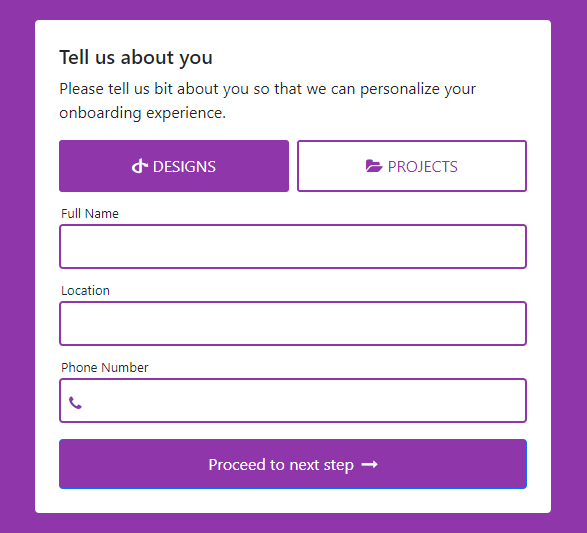 Tell us about you
Please tell us bit about you so that we can personalize your
onboarding experience.
DESIGNS
PROJECTS
Full Name
Location
Phone Number
Proceed to next step